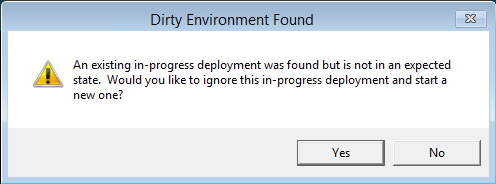 Dirty Environment Found
An existing in-progress deployment was found but is not in an expected
state.  Would you like to ignore this in-progress deployment and start a
new one?
Yes
No